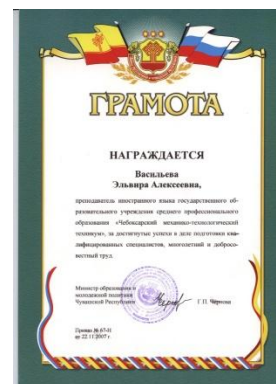 ГРАМОТА
НАГРАЖДАЕТСЯ
Васильева
Эльвира Алексеевна,
преподаватель иностранного языка государственного об-
разовательного учреждения среднего профессионального
образования «Чебоксарский механико-технологический
техникум», за достигнутые успехи в деле подготовки ква-
лифицированных специалистов, многолетний и добросо-
вестный труд.
Министр образования и
молодежной политики
Чувашской Республики Г.П. Чернова
Приказ № 67-Н
от 22.11.2007 г